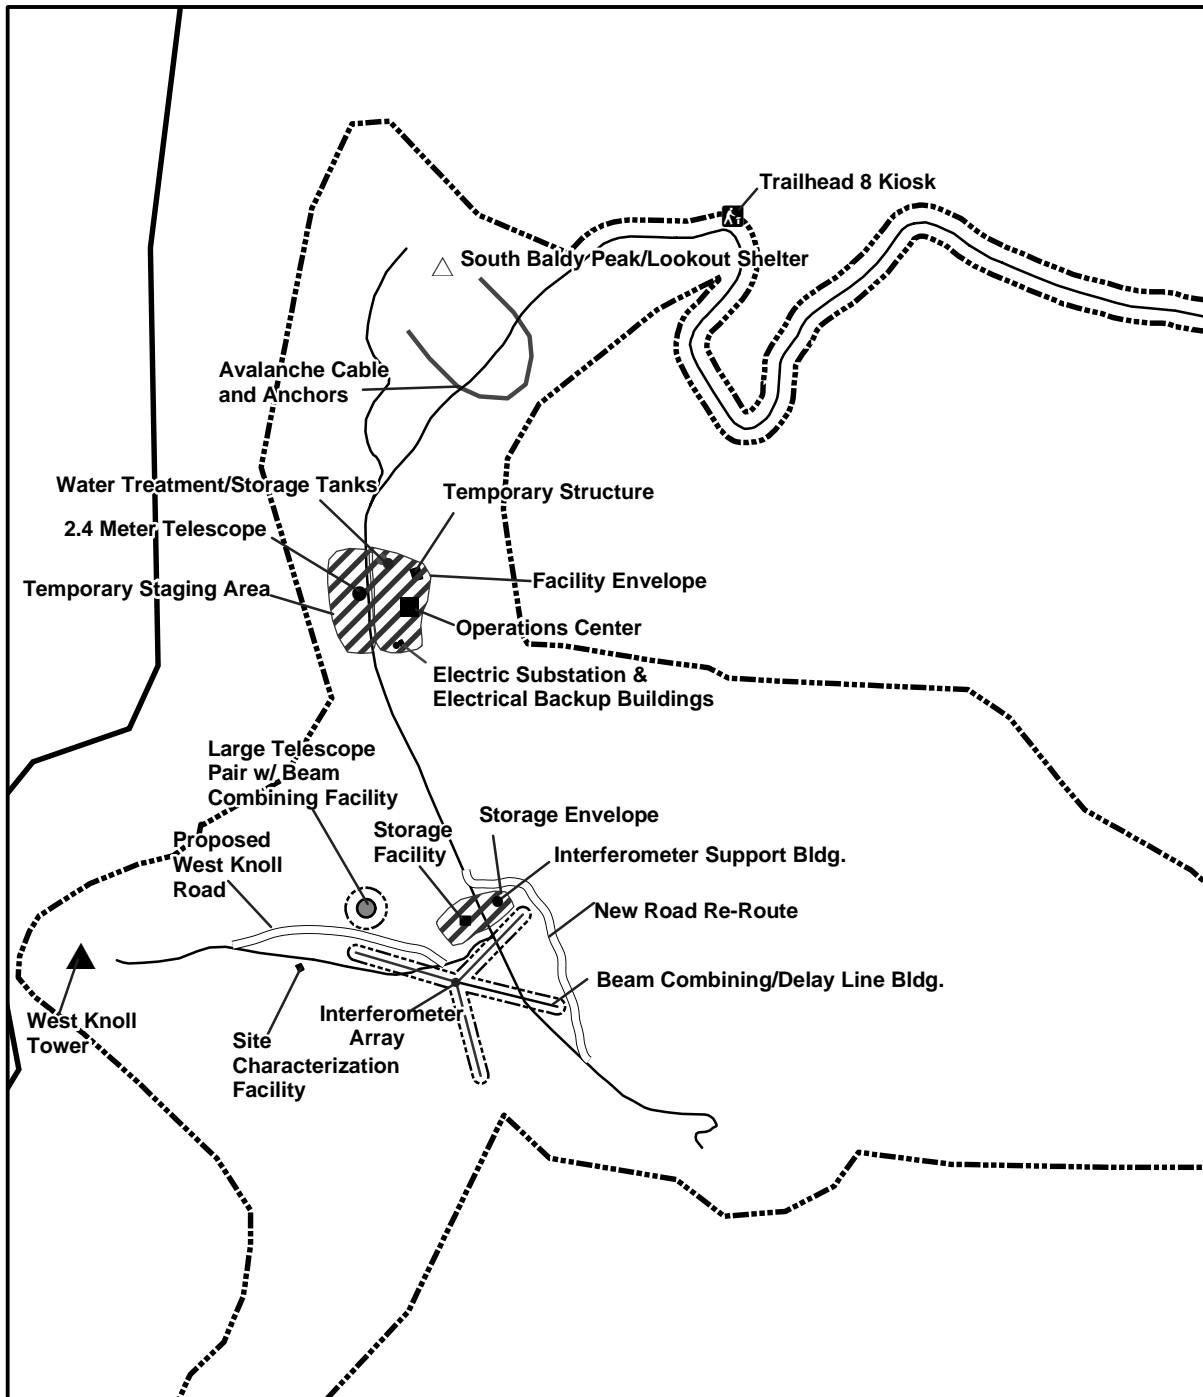 Trailhead 8 Kiosk
South Baldy Peak/Lookout Shelter
Avalanche Cable
and Anchors
Water Treatment/Storage Tanks
Temporary Structure
2.4 Meter Telescope
Facility Envelope
Temporary Staging Area
Operations Center
Electric Substation &
Electrical Backup Buildings
Large Telescope
Pair w/ Beam
Combining Facility
Storage Envelope
Storage
Facility
Proposed
West Knoll
Road
Interferometer Support Bldg.
New Road Re-Route
Beam Combining/Delay Line Bldg.
West Knoll
Tower
Interferometer
Array
Site
Characterization
Facility